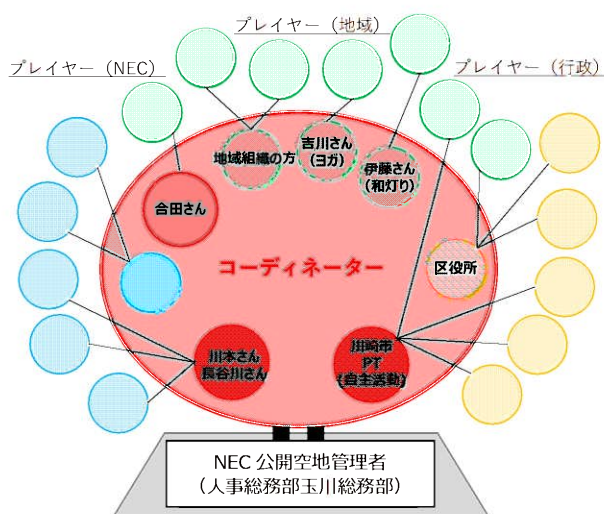 プレイヤー（地域）
プレイヤー（NEC）
プレイヤー（行政）
地域組織の方
吉川さん
（ヨガ）
伊藤さん
（和灯り）
合田さん
コーディネーター
区役所
川本さん
長谷川さん
川崎市
PT
（自主活動）
NEC 公開空地管理者
（人事総務部玉川総務部）